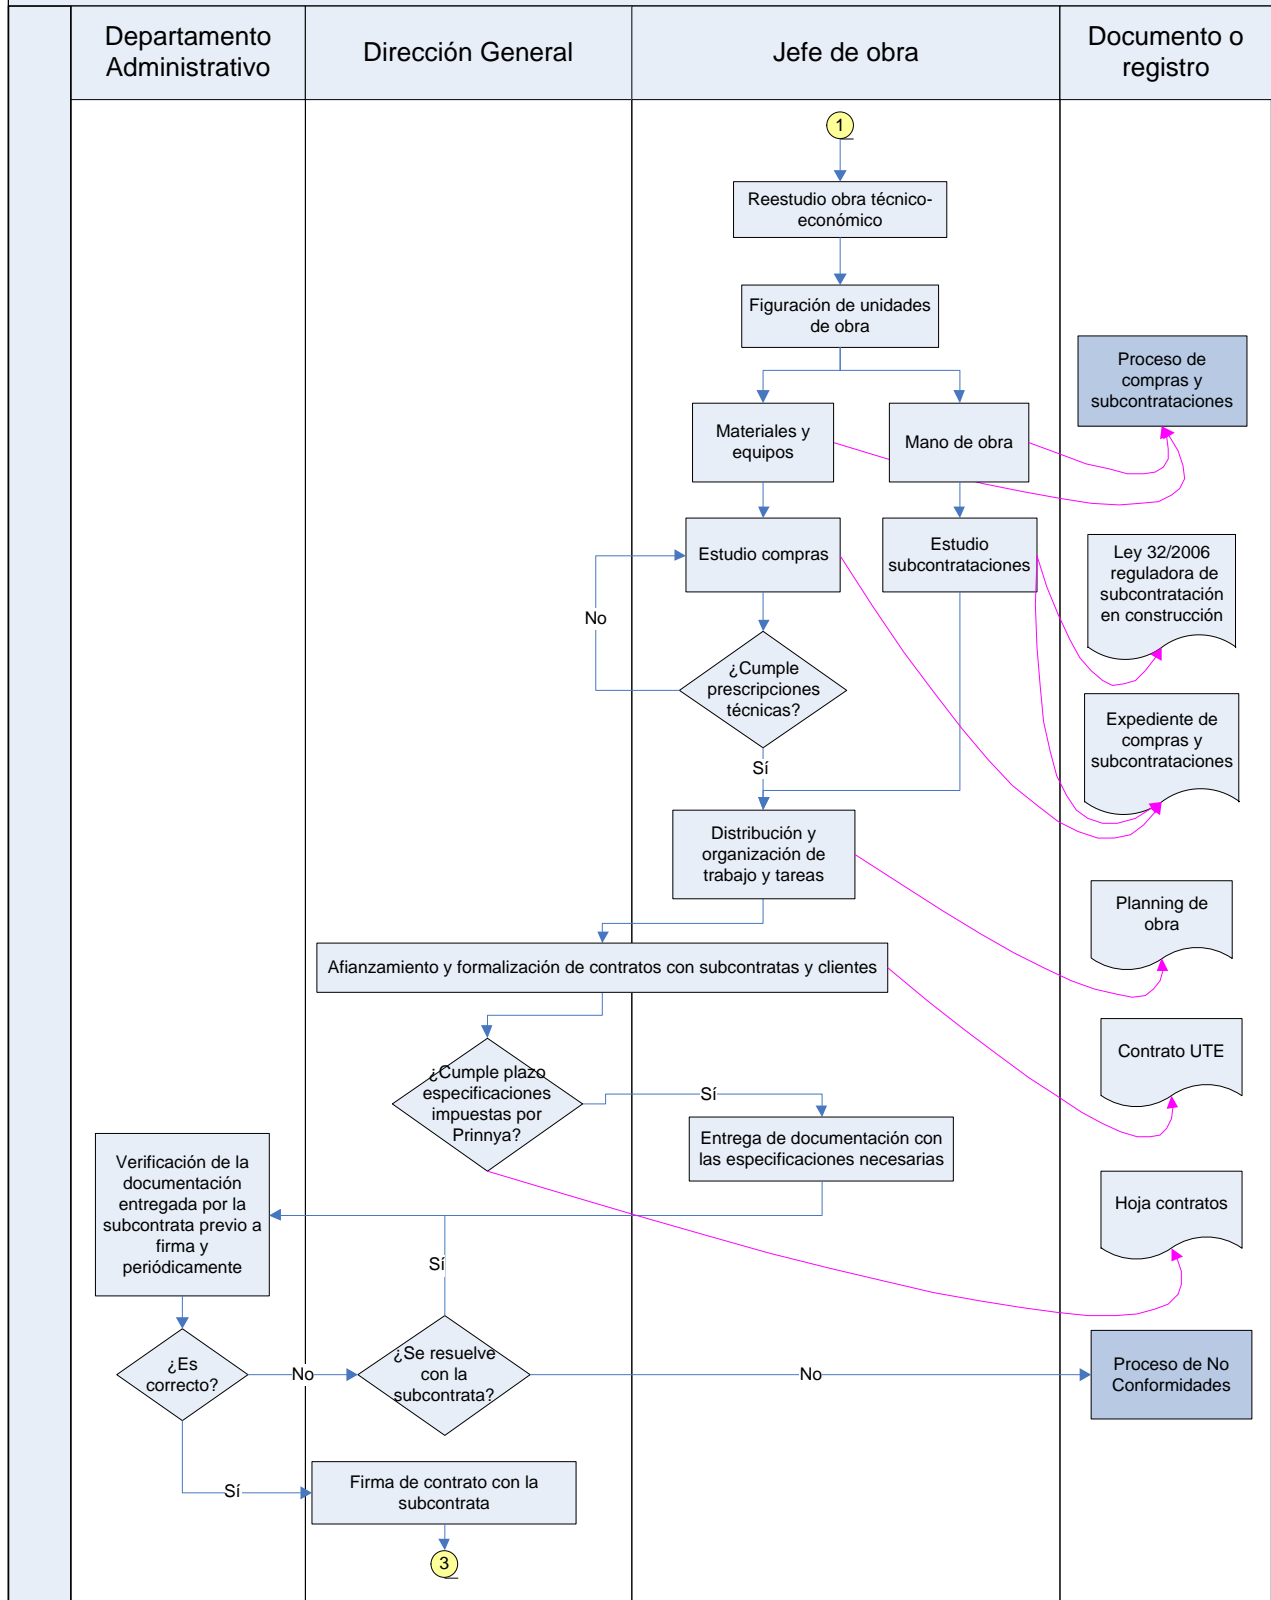 Departamento
Administrativo
Dirección General
Jefe de obra
Documento o
registro
1
Reestudio obra técnico-
económico
Figuración de unidades
de obra
Proceso de
compras y
subcontrataciones
Materiales y
equipos
Mano de obra
Estudio compras
Estudio
subcontrataciones
Ley 32/2006
reguladora de
subcontratación
en construcción
No
¿Cumple
prescripciones
técnicas?
Expediente de
compras y
subcontrataciones
Sí
Distribución y
organización de
trabajo y tareas
Planning de
obra
Afianzamiento y formalización de contratos con subcontratas y clientes
Contrato UTE
¿Cumple plazo
especificaciones
impuestas por
Prinnya?
Sí
Entrega de documentación con
las especificaciones necesarias
Verificación de la
documentación
entregada por la
subcontrata previo a
firma y
periódicamente
Hoja contratos
Sí
¿Es
correcto?
No
¿Se resuelve
con la
subcontrata?
No
Proceso de No
Conformidades
Sí
Firma de contrato con la
subcontrata
3